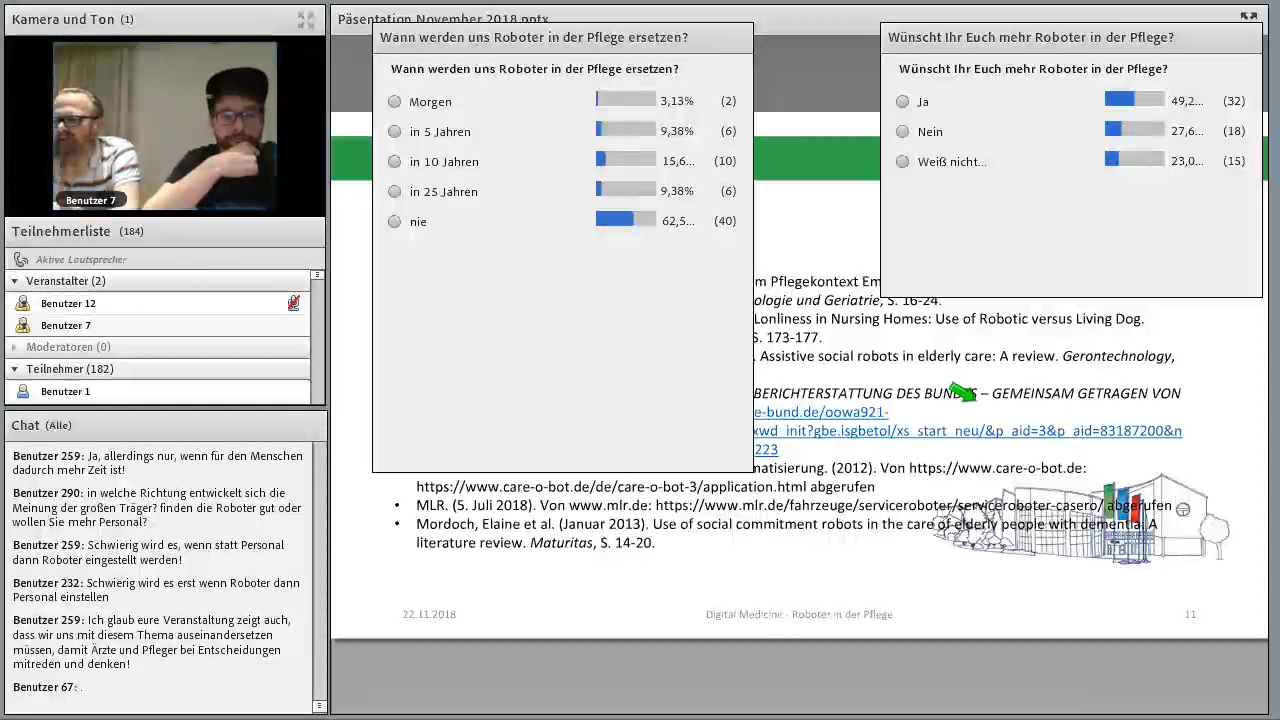 Kamera und Ton (1)
Benutzer 7
Teilnehmerliste (184)
Aktive Lautsprecher
Veranstalter (2)
Benutzer 12
Benutzer 7
Moderatoren (0)
Teilnehmer (182)
Benutzer 1
Chat (Alle)
Benutzer 259: Ja, allerdings nur, wenn für den Menschen
dadurch mehr Zeit ist!
Benutzer 290: in welche Richtung entwickelt sich die
Meinung der großen Träger? finden die Roboter gut oder
wollen Sie mehr Personal?
Benutzer 259: Schwierig wird es, wenn statt Personal
dann Roboter eingestellt werden!
Benutzer 232: Schwierig wird es erst wenn Roboter dann
Personal einstellen
Benutzer 259: Ich glaub eure Veranstaltung zeigt auch,
dass wir uns mit diesem Thema auseinandersetzen
müssen, damit Ärzte und Pfleger bei Entscheidungen
mitreden und denken!
Benutzer 67: .
Päsentation November 2018.pptx
Wann werden uns Roboter in der Pflege ersetzen?
Wann werden uns Roboter in der Pflege ersetzen?
Morgen 3,13% (2)
in 5 Jahren 9,38% (6)
in 10 Jahren 15,6... (10)
in 25 Jahren 9,38% (6)
nie 62,5... (40)
Wünscht Ihr Euch mehr Roboter in der Pflege?
Wünscht Ihr Euch mehr Roboter in der Pflege?
Ja 49,2... (32)
Nein 27,6... (18)
Weiß nicht... 23,0... (15)
m Pflegekontext Em
ologie und Geriatrie, S. 16-24.
Lonliness in Nursing Homes: Use of Robotic versus Living Dog.
S. 173-177.
. Assistive social robots in elderly care: A review. Gerontechnology,
BERICHTERSTATTUNG DES BUNDES – GEMEINSAM GETRAGEN VON
e-bund.de/oowa921-
xwd_init?gbe.isgbetol/xs_start_neu/&p_aid=3&p_aid=83187200&n
223
matisierung. (2012). Von https://www.care-o-bot.de:
https://www.care-o-bot.de/de/care-o-bot-3/application.html abgerufen
• MLR. (5. Juli 2018). Von www.mlr.de: https://www.mlr.de/fahrzeuge/serviceroboter/serviceroboter-casero/ abgerufen
• Mordoch, Elaine et al. (Januar 2013). Use of social commitment robots in the care of elderly people with dementia: A
literature review. Maturitas, S. 14-20.
22.11.2018
Digital Medicine - Roboter in der Pflege
11